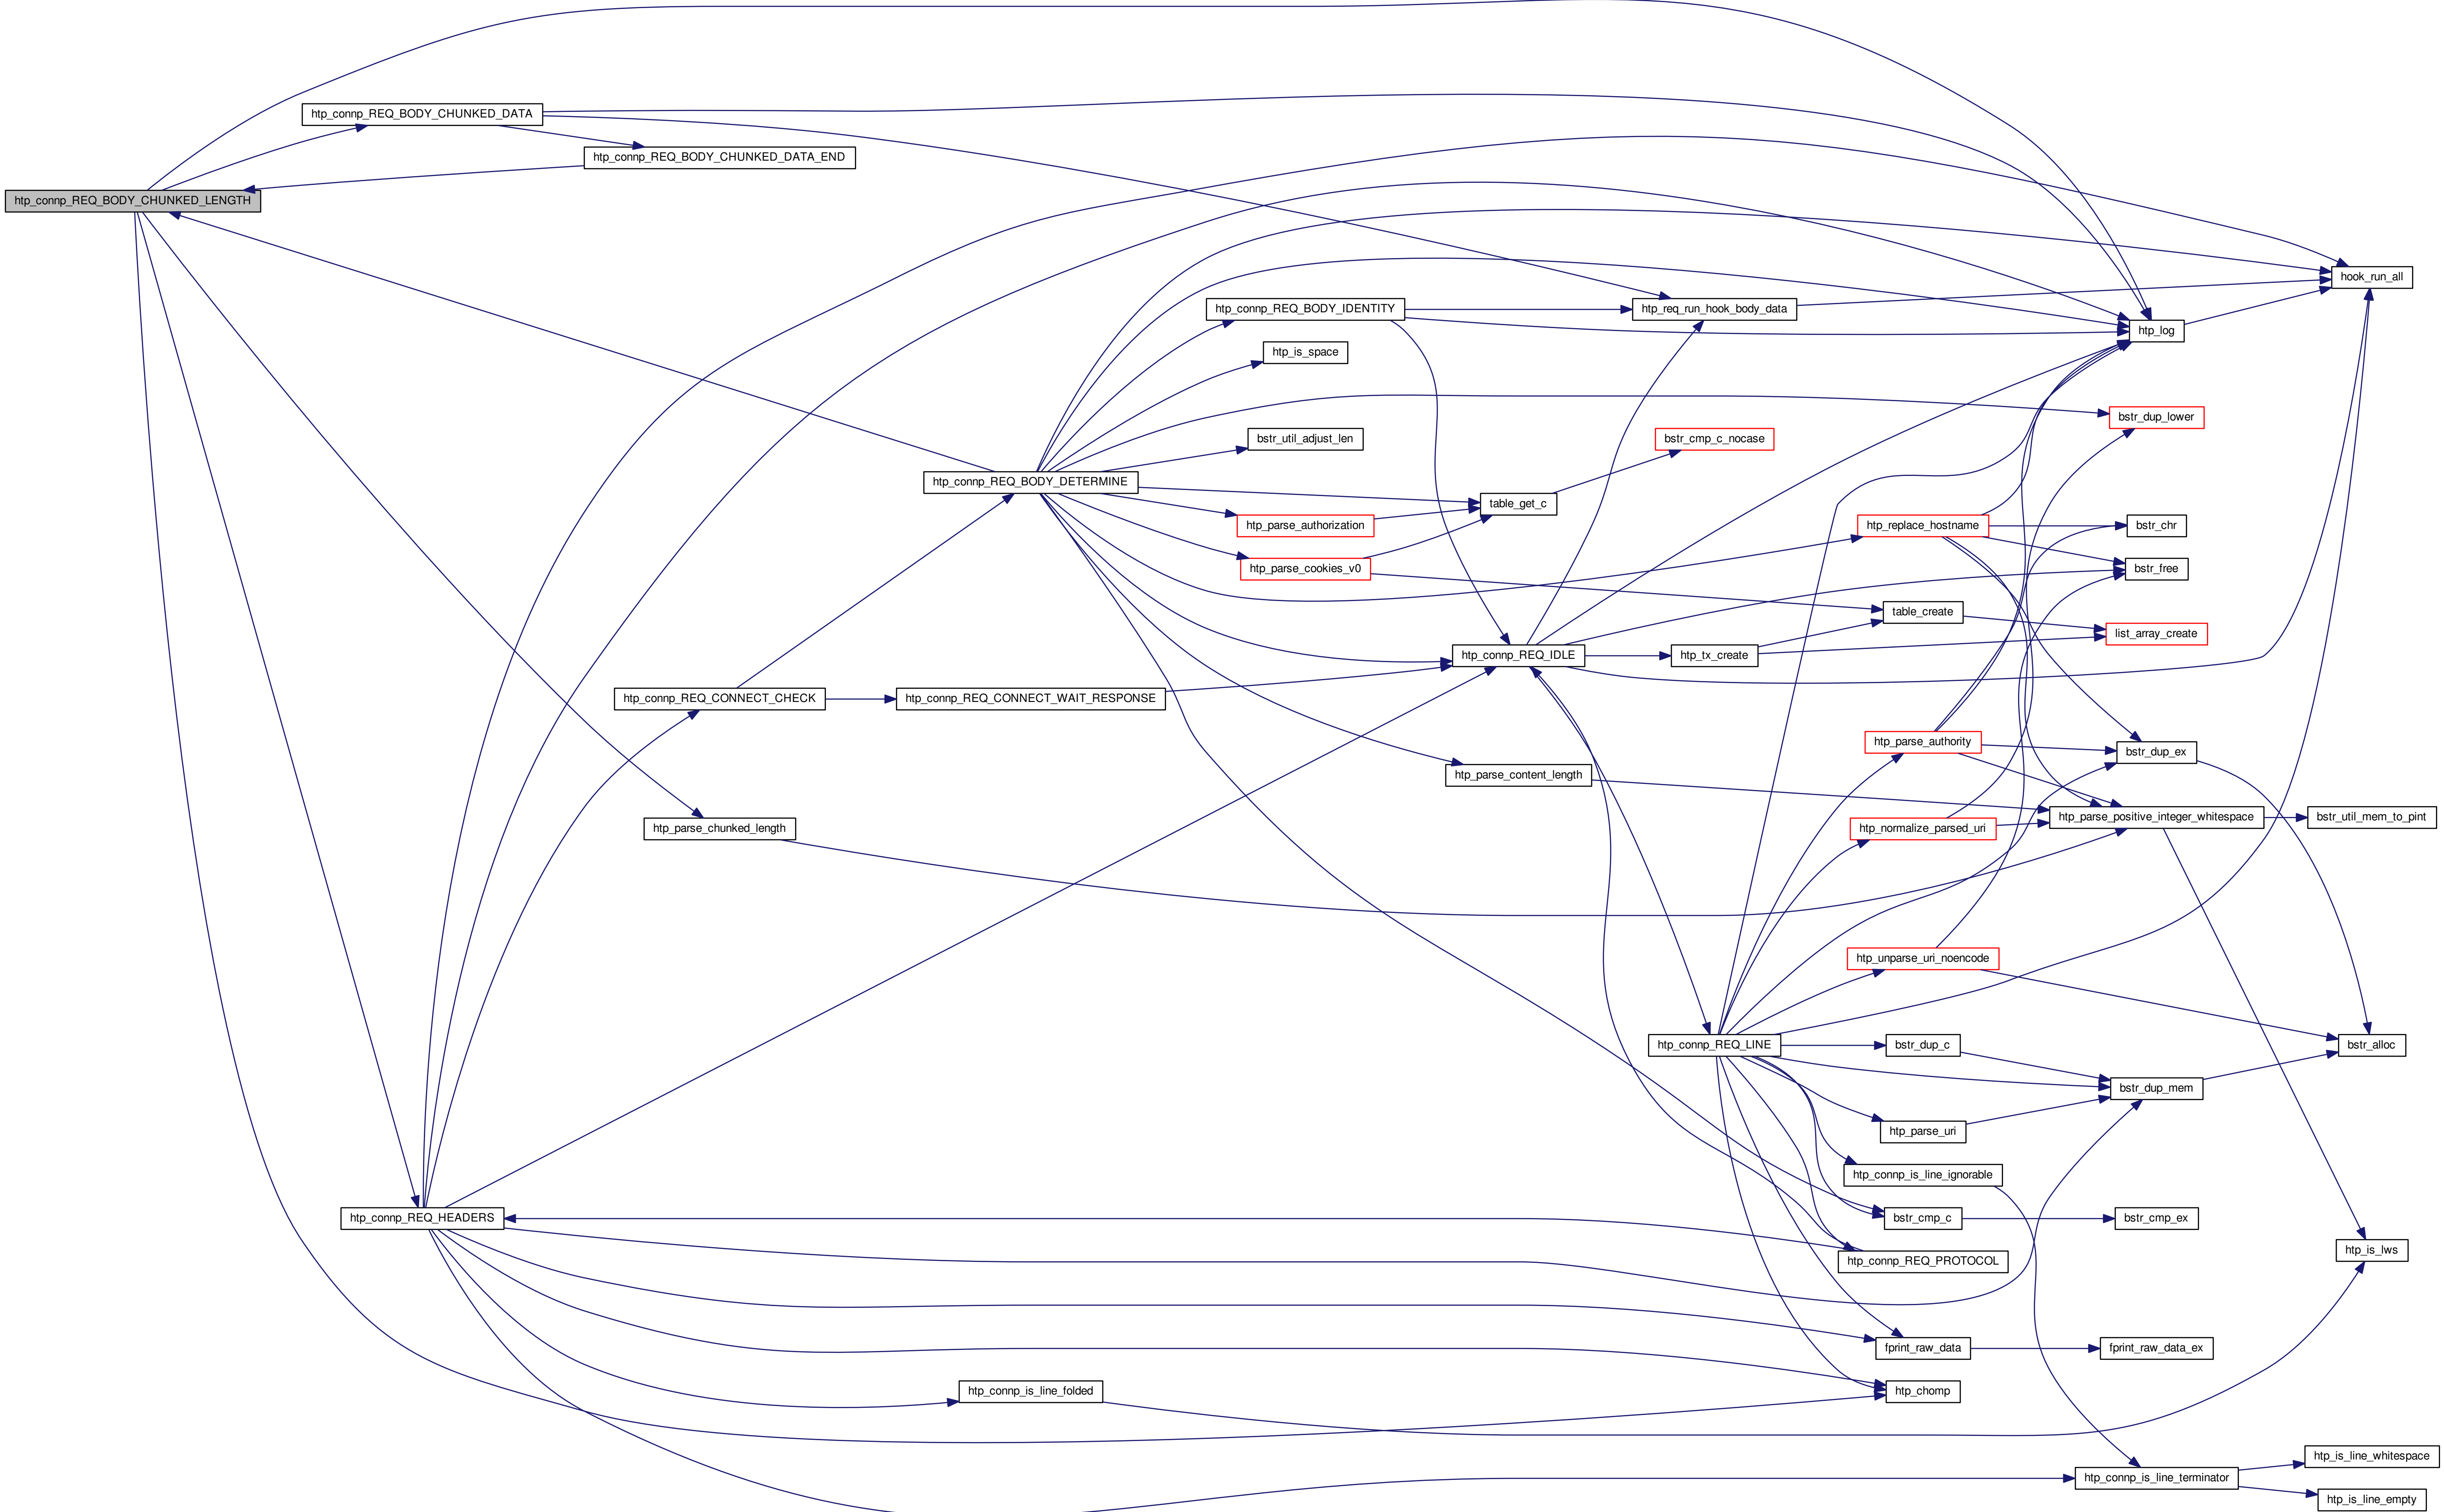 htp_connp_REQ_BODY_CHUNKED_DATA
htp_connp_REQ_BODY_CHUNKED_DATA_END
htp_connp_REQ_BODY_CHUNKED_LENGTH
hook_run_all
htp_connp_REQ_BODY_IDENTITY
htp_req_run_hook_body_data
htp_log
htp_is_space
bstr_dup_lower
bstr_util_adjust_len
bstr_cmp_c_nocase
htp_connp_REQ_BODY_DETERMINE
table_get_c
htp_parse_authorization
htp_replace_hostname
bstr_chr
htp_parse_cookies_v0
bstr_free
table_create
list_array_create
htp_connp_REQ_IDLE
htp_tx_create
htp_connp_REQ_CONNECT_CHECK
htp_connp_REQ_CONNECT_WAIT_RESPONSE
htp_parse_authority
bstr_dup_ex
htp_parse_content_length
htp_parse_positive_integer_whitespace
bstr_util_mem_to_pint
htp_parse_chunked_length
htp_normalize_parsed_uri
htp_unparse_uri_noencode
htp_connp_REQ_LINE
bstr_dup_c
bstr_alloc
bstr_dup_mem
htp_parse_uri
htp_connp_is_line_ignorable
htp_connp_REQ_HEADERS
bstr_cmp_c
bstr_cmp_ex
htp_is_lws
htp_connp_REQ_PROTOCOL
fprint_raw_data
fprint_raw_data_ex
htp_connp_is_line_folded
htp_chomp
htp_is_line_whitespace
htp_connp_is_line_terminator
htp_is_line_empty